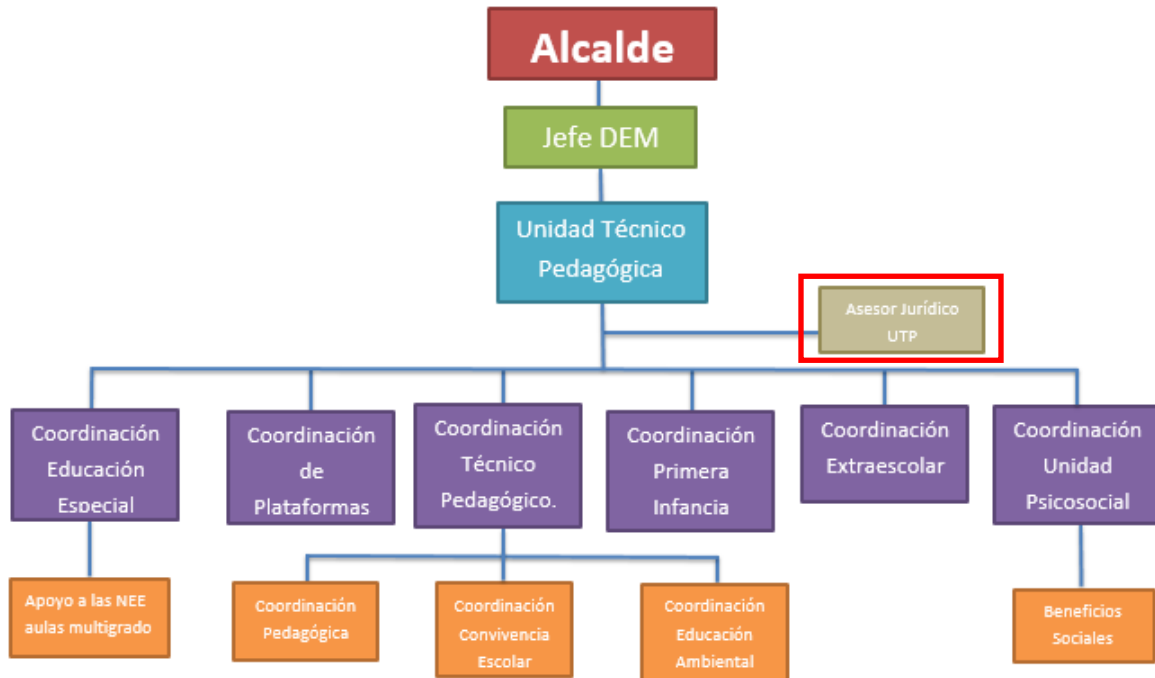 Alcalde
Jefe DEM
Unidad Técnico
Pedagógica
Asesor Jurídico
UTP
Coordinación
Educación
Especial
Coordinación
de
Plataformas
Coordinación
Técnico
Pedagógico.
Coordinación
Primera
Infancia
Coordinación
Extraescolar
Coordinación
Unidad
Psicosocial
Apoyo a las NEE
aulas multigrado
Coordinación
Pedagógica
Coordinación
Convivencia
Escolar
Coordinación
Educación
Ambiental
Beneficios
Sociales